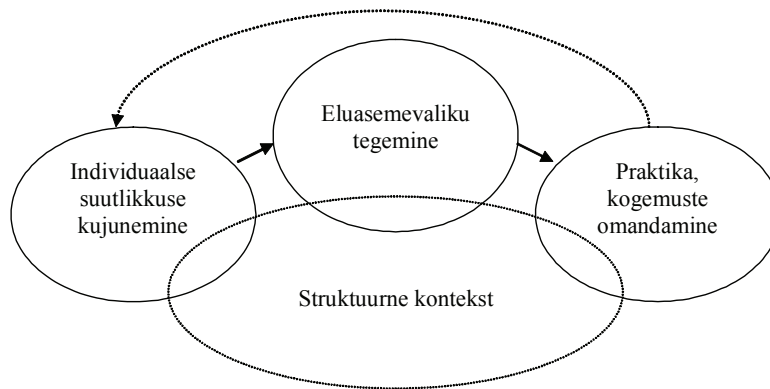 Individuaalse
suutlikkuse
kujunemine
Eluasemevaliku
tegemine
Praktika,
kogemuste
omandamine
Struktuurne kontekst